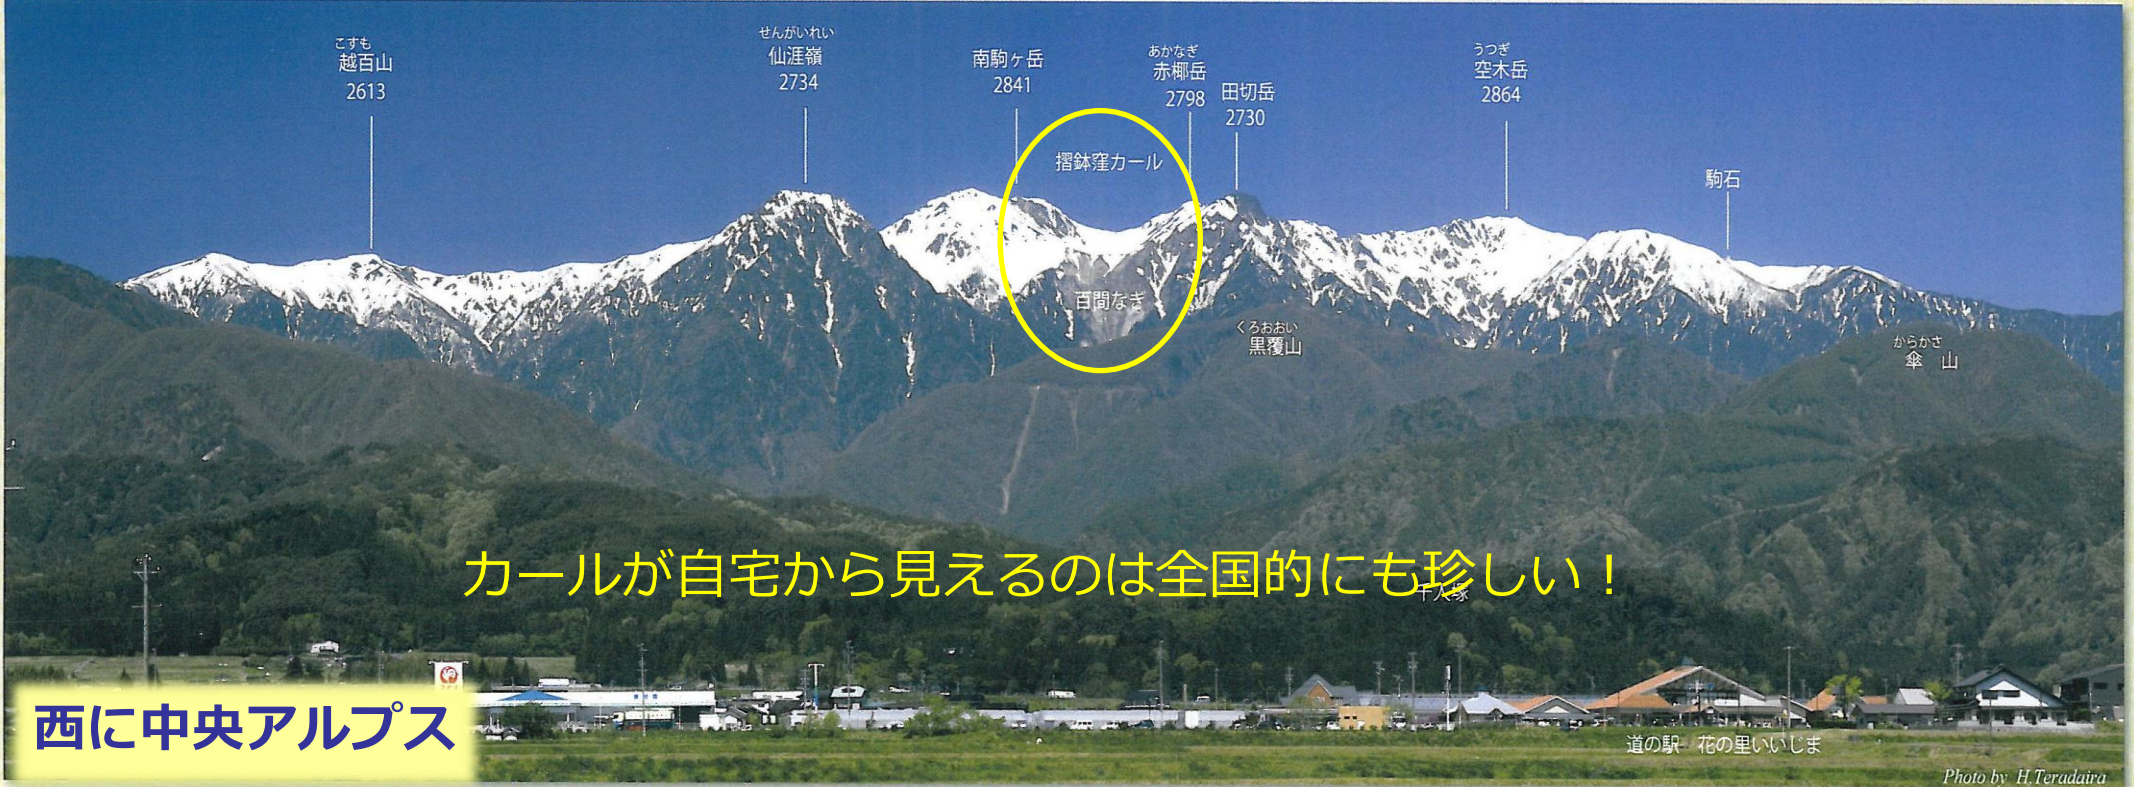 こすも
越百山
2613
せんがいれい
仙涯嶺
2734
南駒ヶ岳
2841
あかなぎ
赤椰岳
2798
田切岳
2730
うつぎ
空木岳
2864
摺鉢窪カール
駒石
百間なぎ
くろおおい
黒覆山
からかさ
傘 山
カールが自宅から見えるのは全国的にも珍しい！
千人塚
西に中央アルプス
道の駅 花の里いいじま
Photo by H.Teradaira